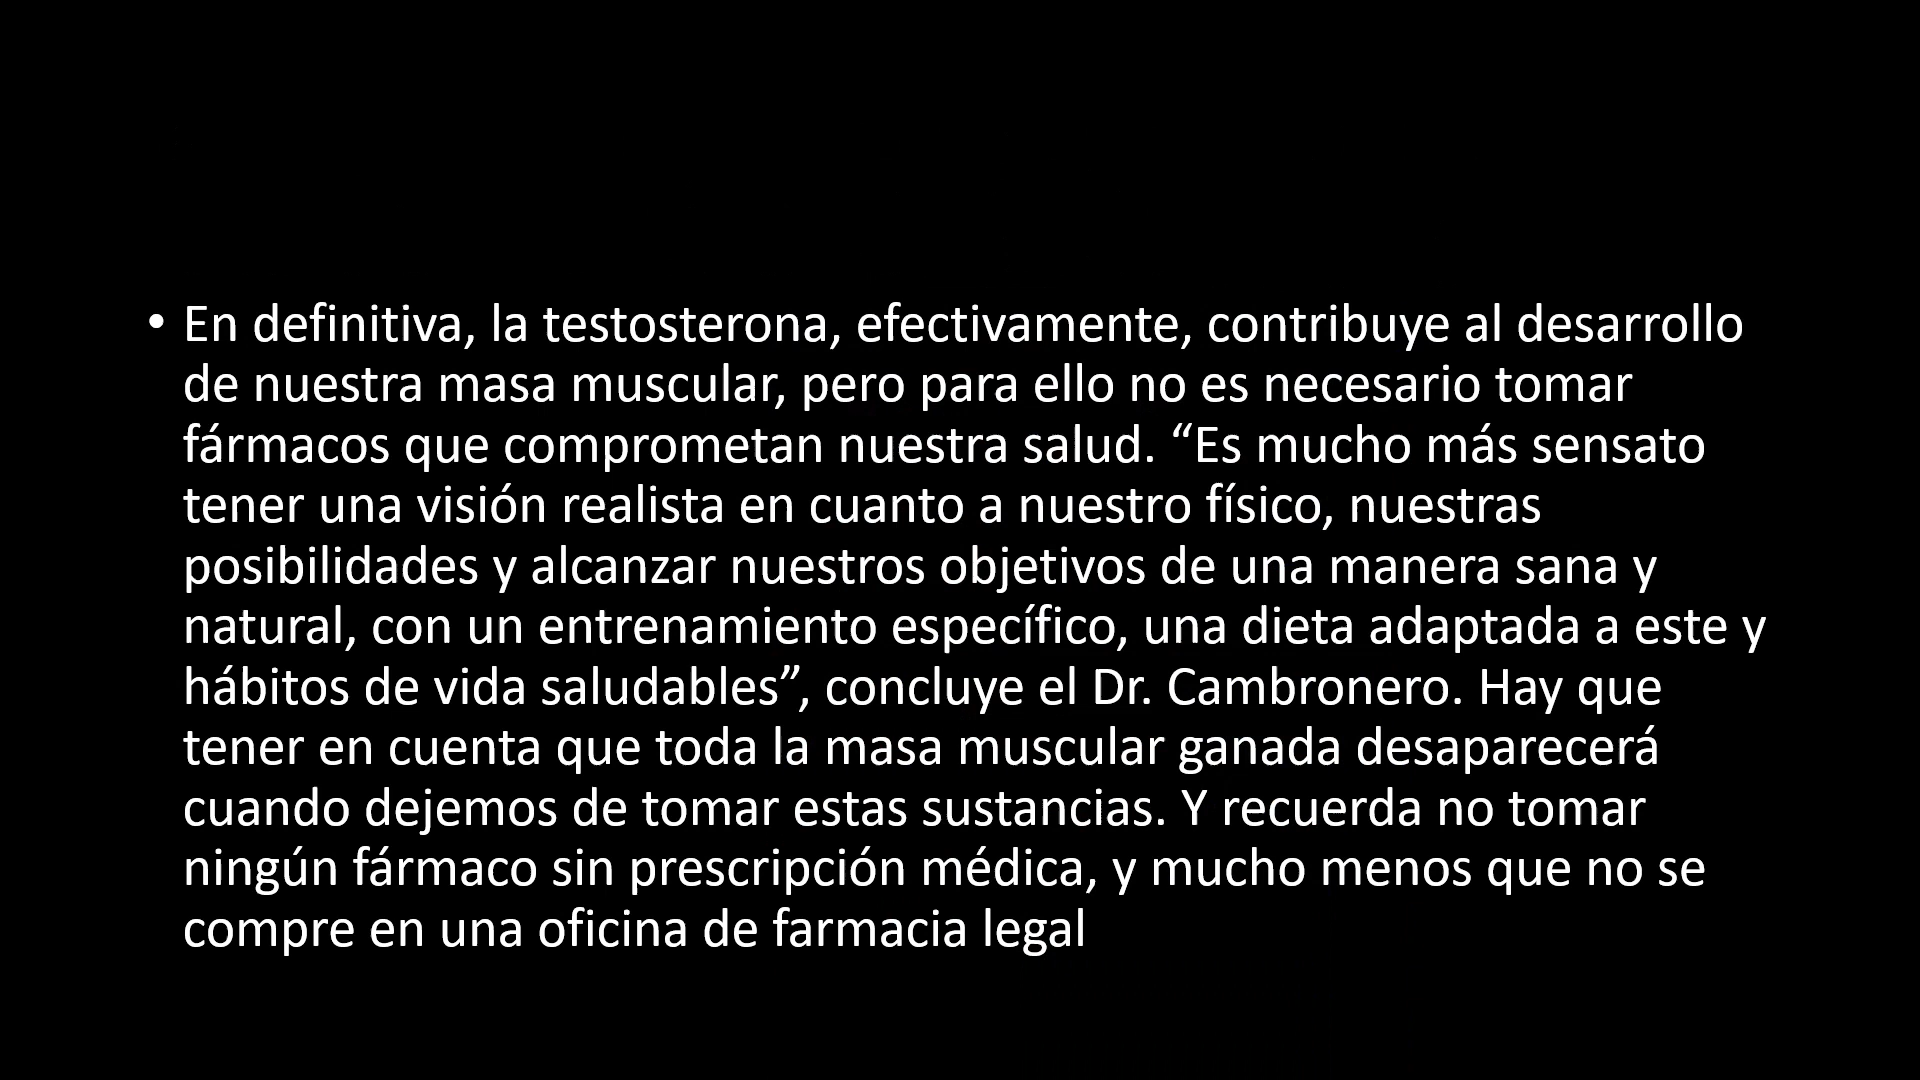 • En definitiva, la testosterona, efectivamente, contribuye al desarrollo
de nuestra masa muscular, pero para ello no es necesario tomar
fármacos que comprometan nuestra salud. “Es mucho más sensato
tener una visión realista en cuanto a nuestro físico, nuestras
posibilidades y alcanzar nuestros objetivos de una manera sana y
natural, con un entrenamiento específico, una dieta adaptada a este y
hábitos de vida saludables”, concluye el Dr. Cambronero. Hay que
tener en cuenta que toda la masa muscular ganada desaparecerá
cuando dejemos de tomar estas sustancias. Y recuerda no tomar
ningún fármaco sin prescripción médica, y mucho menos que no se
compre en una oficina de farmacia legal